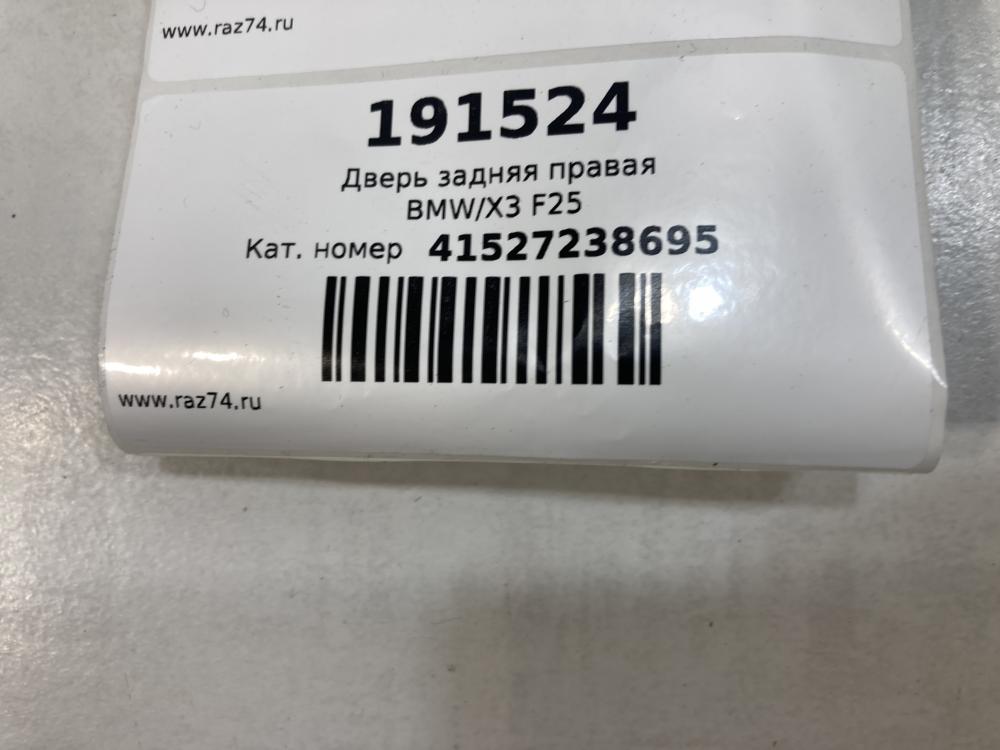 www.raz74.ru
191524
Дверь задняя правая
BMW/X3 F25
Кат. номер 41527238695
www.raz74.ru